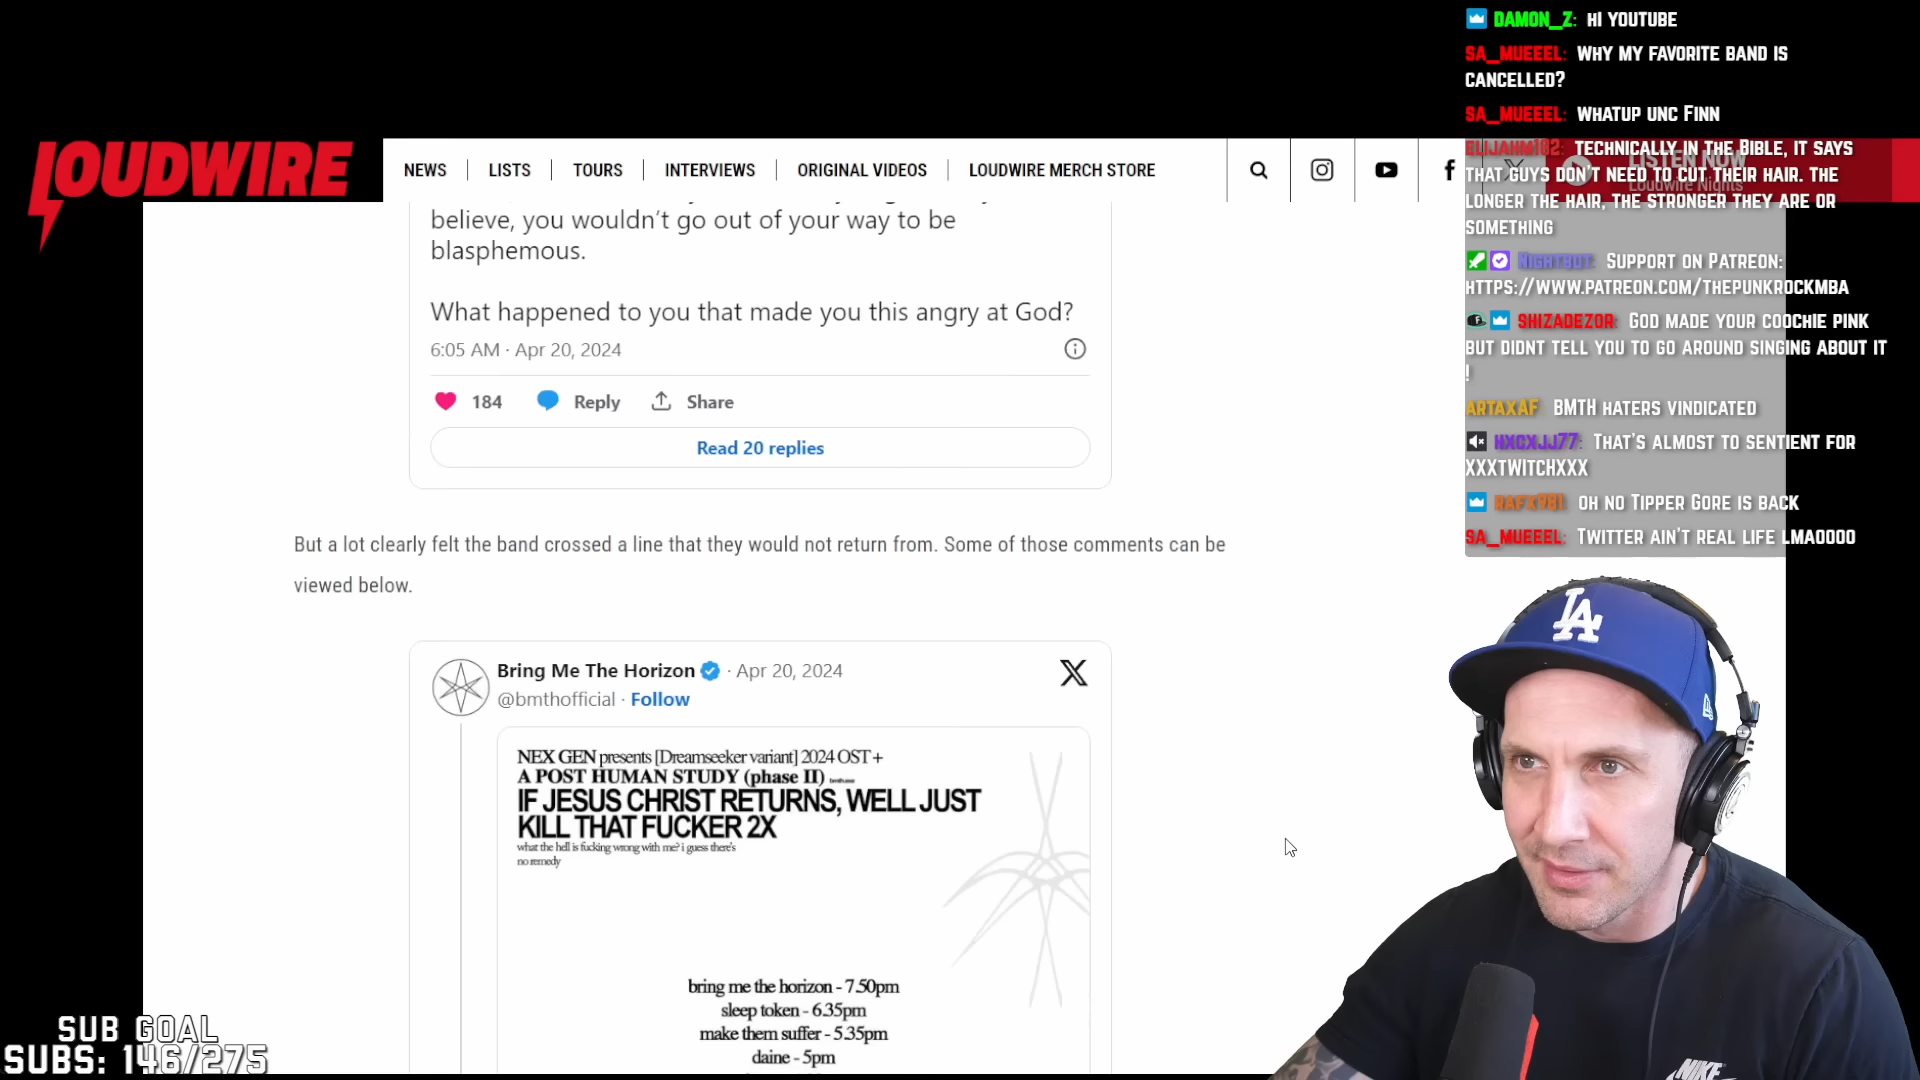 DAMON_Z: HI YOUTUBE
SA_MUEEEL: WHY MY FAVORITE BAND IS
CANCELLED?
SA_MUEEEL: WHATUP UNC FINN
ELIJAHM102: TECHNICALLY IN THE BIBLE, IT SAYS
THAT GUYS DON'T NEED TO CUT THEIR HAIR. THE
LONGER THE HAIR, THE STRONGER THEY ARE OR
SOMETHING
NIGHTBOT: SUPPORT ON PATREON:
HTTPS://WWW.PATREON.COM/THEPUNKROCKMBA
SHIZADEZOR: GOD MADE YOUR COOCHIE PINK
BUT DIDNT TELL YOU TO GO AROUND SINGING ABOUT IT
!
ARTAXAF BMTH HATERS VINDICATED
HXCXJJ77: THAT'S ALMOST TO SENTIENT FOR
XXXTWITCHXXX
RAFX981: OH NO TIPPER GORE IS BACK
SA_MUEEEL: TWITTER AIN'T REAL LIFE LMAOOOO
LOUDWIRE
NEWS LISTS TOURS INTERVIEWS ORIGINAL VIDEOS LOUDWIRE MERCH STORE
LISTEN NOW
Loudwire Nights
believe, you wouldn't go out of your way to be
blasphemous.
What happened to you that made you this angry at God?
6:05 AM · Apr 20, 2024
184 Reply Share
Read 20 replies
But a lot clearly felt the band crossed a line that they would not return from. Some of those comments can be
viewed below.
Bring Me The Horizon · Apr 20, 2024
@bmthofficial · Follow
NEX GEN presents [Dreamseeker variant] 2024 OST +
A POST HUMAN STUDY (phase II)
IF JESUS CHRIST RETURNS, WELL JUST
KILL THAT FUCKER 2X
what the hell is fucking wrong with me? i guess there's
no remedy
bring me the horizon - 7.50pm
sleep token - 6.35pm
make them suffer - 5.35pm
daine - 5pm
SUB GOAL
SUBS: 146/275
LA
NIKE